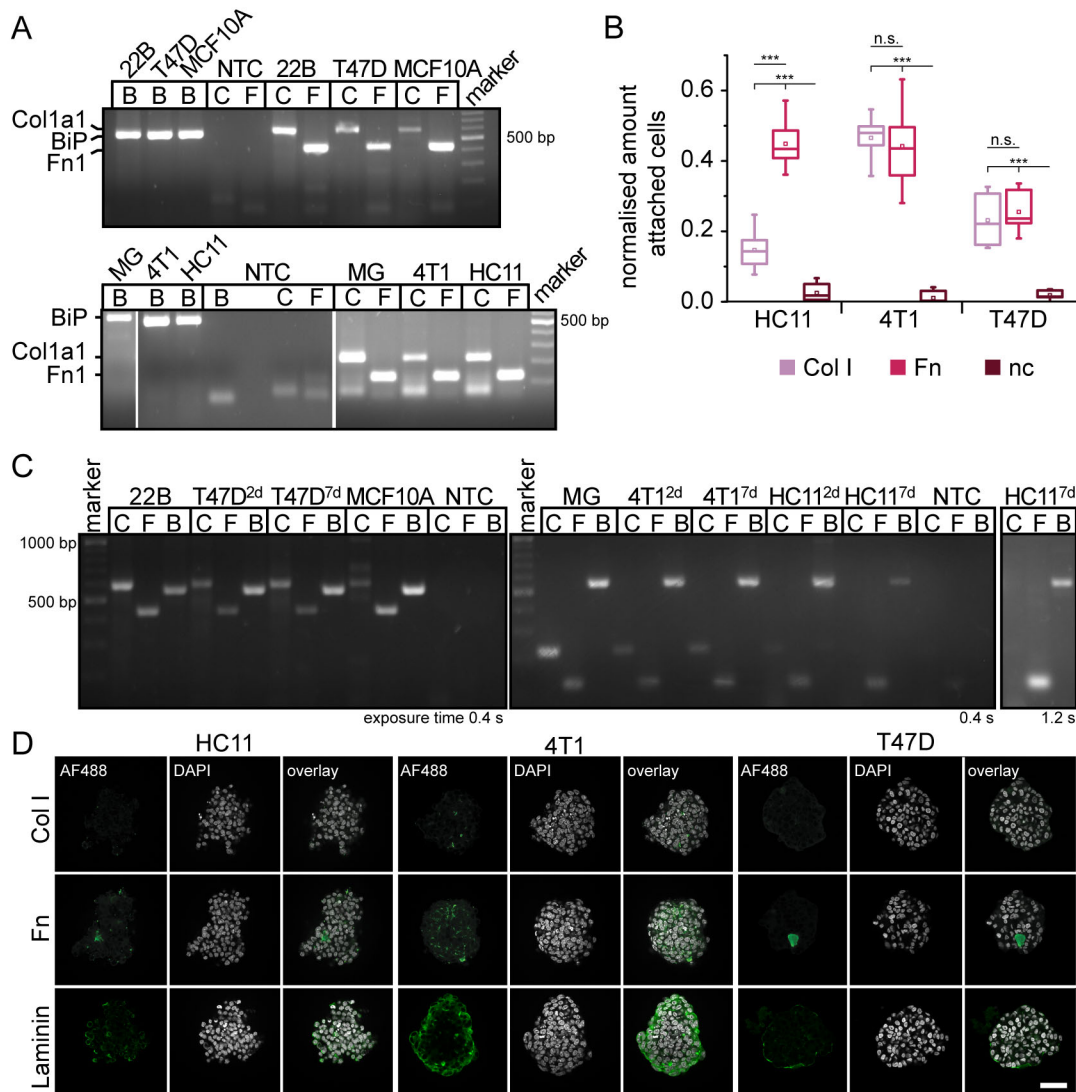 A
22B T47D MCF10A NTC 22B T47D MCF10A marker
B B B C F C F C F C F
Col1a1
BiP
Fn1
500 bp
MG 4T1 HC11 NTC MG 4T1 HC11 marker
B B B B C F C F C F C F
BiP
Col1a1
Fn1
500 bp
B
normalised amount
attached cells
0.6
0.4
0.2
0.0
***
***
n.s.
***
n.s.
***
HC11 4T1 T47D
Col I Fn nc
C
marker 22B T47D2d T47D7d MCF10A NTC
C F B C F B C F B C F B C F B
1000 bp
500 bp
exposure time 0.4 s
marker MG 4T12d 4T17d HC112d HC117d NTC
C F B C F B C F B C F B C F B C F B
0.4 s
HC117d
C F B
1.2 s
D
HC11 4T1 T47D
AF488 DAPI overlay AF488 DAPI overlay AF488 DAPI overlay
Col I
Fn
Laminin